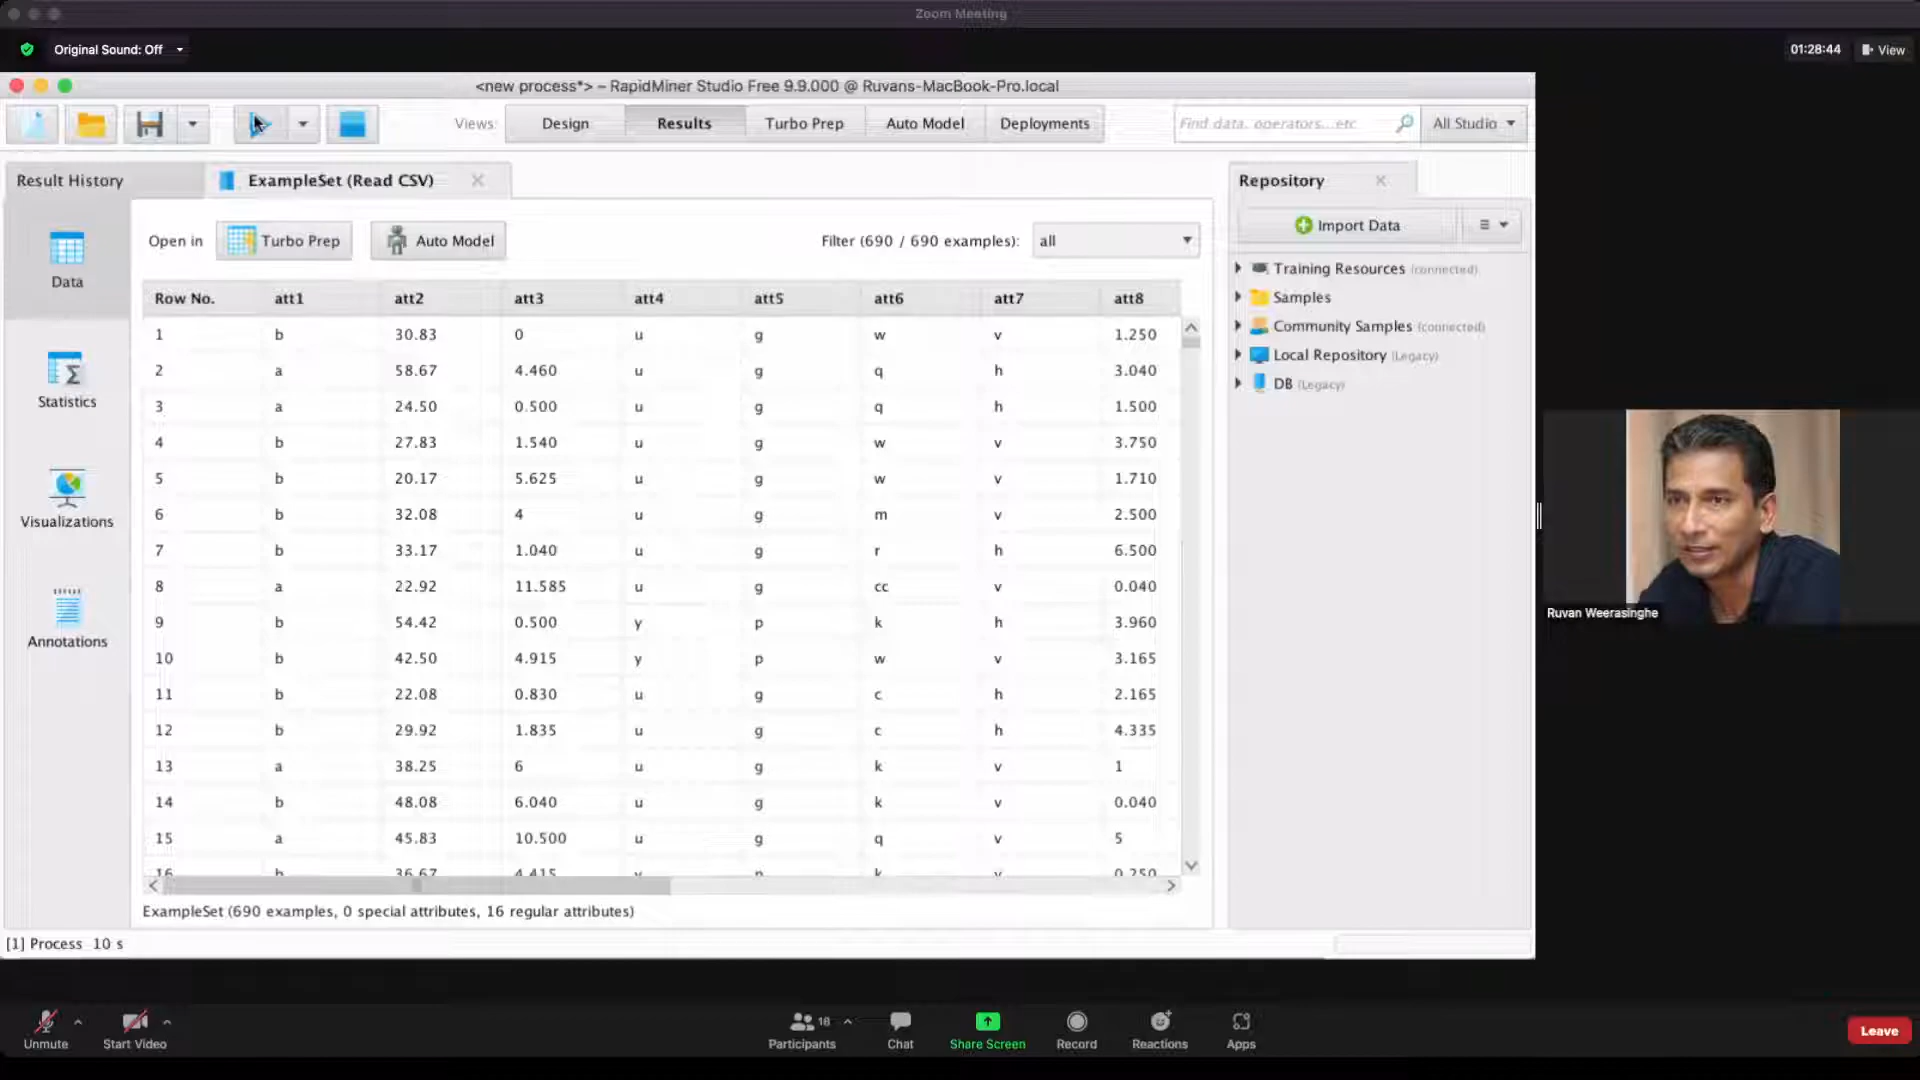 Zoom Meeting
Original Sound: Off
01:28:44
View
<new process*> – RapidMiner Studio Free 9.9.000 @ Ruvans-MacBook-Pro.local
Views:
Design
Results
Turbo Prep
Auto Model
Deployments
Find data, operators...etc
All Studio
Result History
ExampleSet (Read CSV)
Repository
Open in
Turbo Prep
Auto Model
Filter (690 / 690 examples):
all
Import Data
Data
Statistics
Visualizations
Annotations
Row No. att1 att2 att3 att4 att5 att6 att7 att8
1 b 30.83 0 u g w v 1.250
2 a 58.67 4.460 u g q h 3.040
3 a 24.50 0.500 u g q h 1.500
4 b 27.83 1.540 u g w v 3.750
5 b 20.17 5.625 u g w v 1.710
6 b 32.08 4 u g m v 2.500
7 b 33.17 1.040 u g r h 6.500
8 a 22.92 11.585 u g cc v 0.040
9 b 54.42 0.500 y p k h 3.960
10 b 42.50 4.915 y p w v 3.165
11 b 22.08 0.830 u g c h 2.165
12 b 29.92 1.835 u g c h 4.335
13 a 38.25 6 u g k v 1
14 b 48.08 6.040 u g k v 0.040
15 a 45.83 10.500 u g q v 5
16 b 36.67 4.415 y p k v 0.250
Training Resources (connected)
Samples
Community Samples (connected)
Local Repository (Legacy)
DB (Legacy)
ExampleSet (690 examples, 0 special attributes, 16 regular attributes)
[1] Process 10 s
Ruvan Weerasinghe
Unmute
Start Video
18
Participants
Chat
Share Screen
Record
Reactions
Apps
Leave